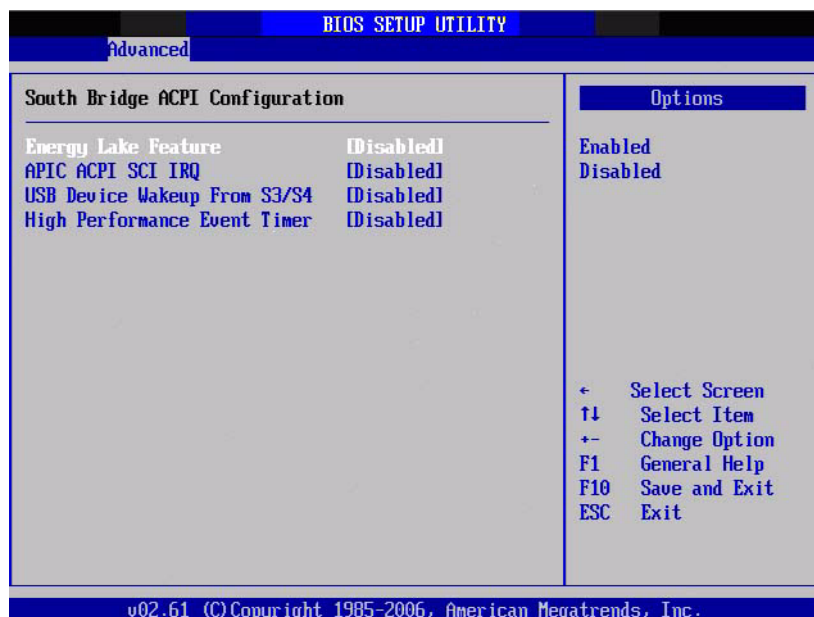 BIOS SETUP UTILITY
Advanced
South Bridge ACPI Configuration
Energy Lake Feature [Disabled]
APIC ACPI SCI IRQ [Disabled]
USB Device Wakeup From S3/S4 [Disabled]
High Performance Event Timer [Disabled]
Options
Enabled
Disabled
← Select Screen
↑↓ Select Item
+- Change Option
F1 General Help
F10 Save and Exit
ESC Exit
v02.61 (C)Copyright 1985-2006, American Megatrends, Inc.